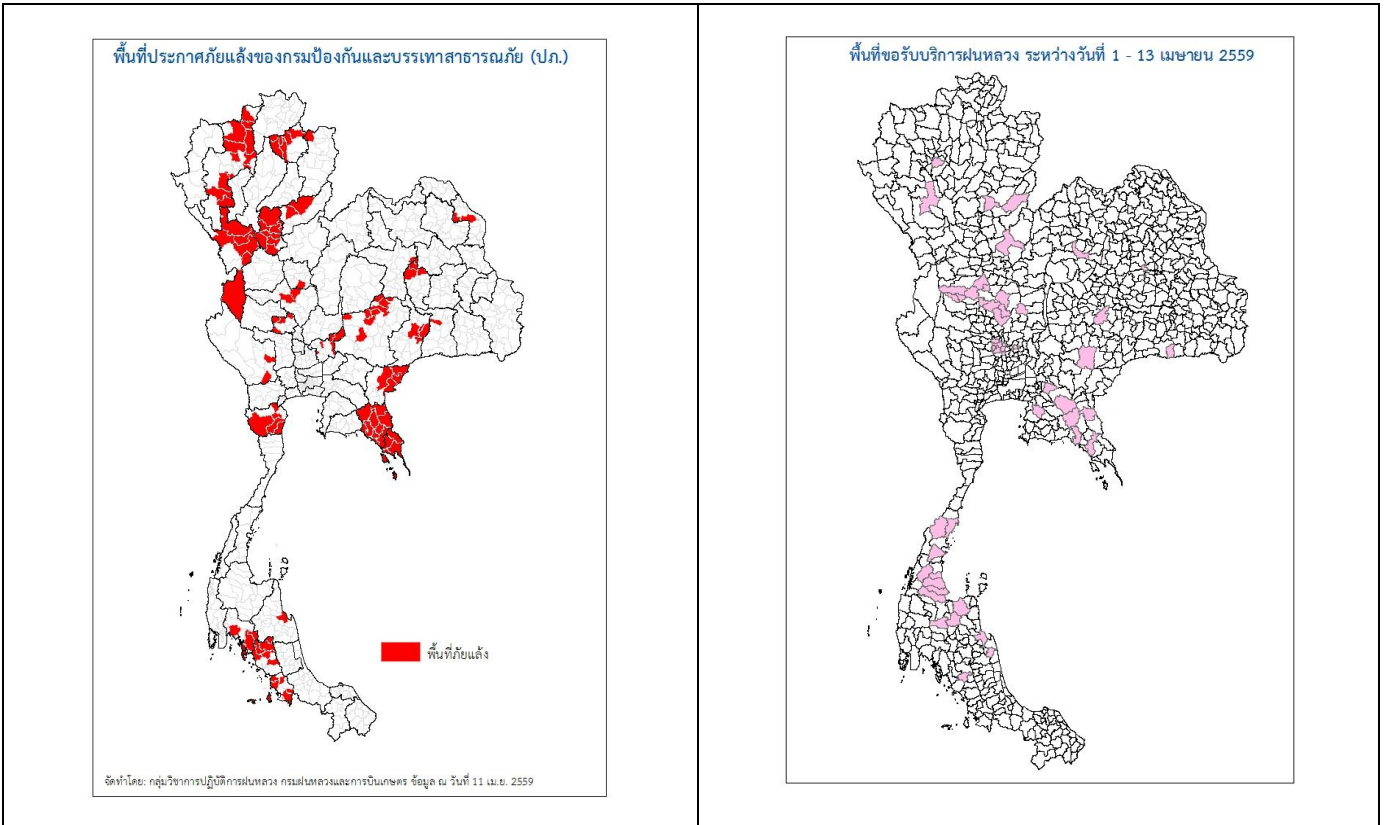 พื้นที่ประกาศภัยแล้งของกรมป้องกันและบรรเทาสาธารณภัย (ปภ.)
พื้นที่ภัยแล้ง
จัดทำโดย: กลุ่มวิชาการปฏิบัติการฝนหลวง กรมฝนหลวงและการบินเกษตร ข้อมูล ณ วันที่ 11 เม.ย. 2559
พื้นที่ขอรับบริการฝนหลวง ระหว่างวันที่ 1 - 13 เมษายน 2559